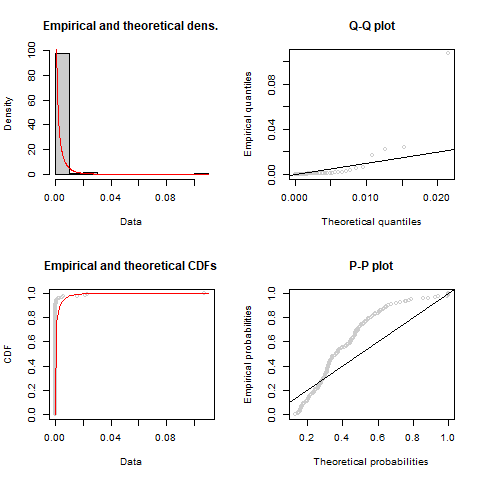 Empirical and theoretical dens.
Density
0 20 40 60 80 100
0.00 0.04 0.08
Data
Q-Q plot
Empirical quantiles
0.00 0.04 0.08
0.000 0.010 0.020
Theoretical quantiles
Empirical and theoretical CDFs
CDF
0.0 0.2 0.4 0.6 0.8 1.0
0.00 0.04 0.08
Data
P-P plot
Empirical probabilities
0.0 0.2 0.4 0.6 0.8 1.0
0.2 0.4 0.6 0.8 1.0
Theoretical probabilities